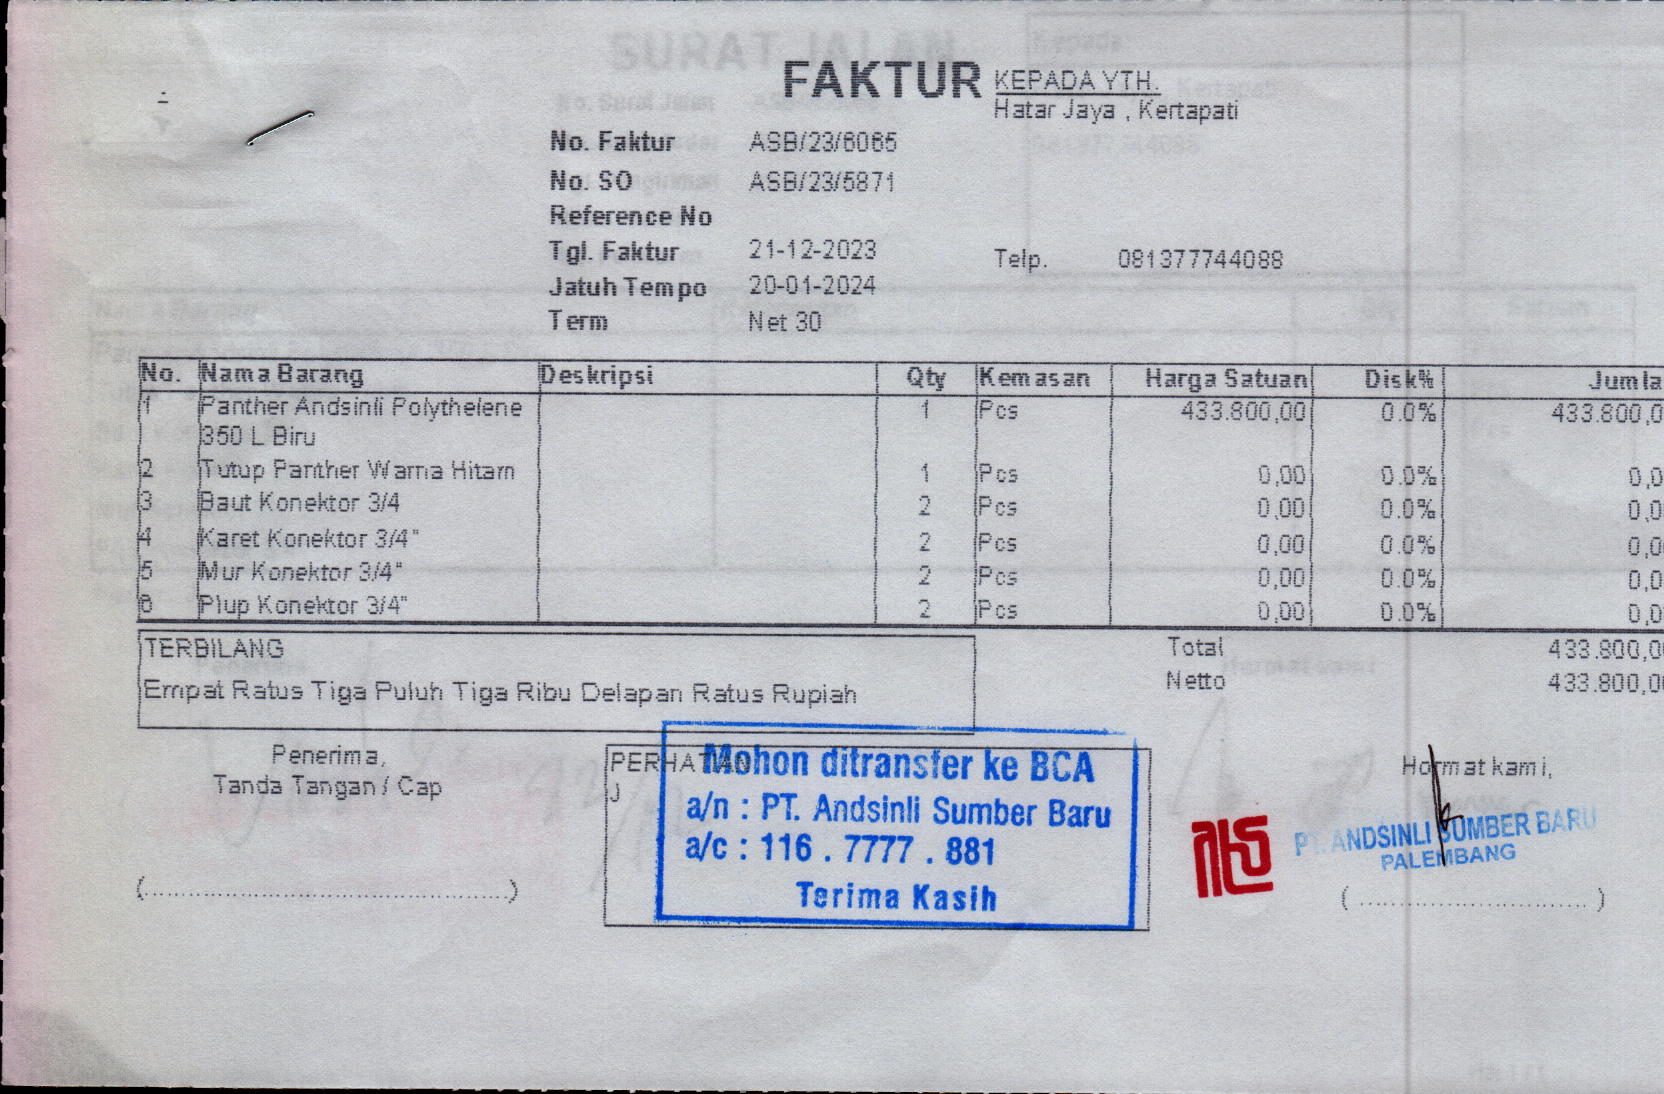 FAKTUR
KEPADA YTH.
Hatar Jaya , Kertapati
No. Faktur ASB/23/6065
No. SO ASB/23/5871
Reference No
Tgl. Faktur 21-12-2023
Telp. 081377744088
Jatuh Tempo 20-01-2024
Term Net 30
No. Nama Barang Deskripsi Qty Kemasan Harga Satuan Disk% Jumla
1 Panther Andsinli Polythelene 1 Pcs 433.800,00 0.0% 433.800,0
350 L Biru
2 Tutup Panther Warna Hitam 1 Pcs 0,00 0.0% 0,0
3 Baut Konektor 3/4 2 Pcs 0,00 0.0% 0,0
4 Karet Konektor 3/4" 2 Pcs 0,00 0.0% 0,0
5 Mur Konektor 3/4" 2 Pcs 0,00 0.0% 0,0
6 Plup Konektor 3/4" 2 Pcs 0,00 0.0% 0,0
TERBILANG
Empat Ratus Tiga Puluh Tiga Ribu Delapan Ratus Rupiah
Total 433.800,0
Netto 433.800,0
Penerima,
Tanda Tangan / Cap
(..............................................)
PERHATIAN
Mohon ditransfer ke BCA
a/n : PT. Andsinli Sumber Baru
a/c : 116 . 7777 . 881
Terima Kasih
Hormat kami,
PT. ANDSINLI SUMBER BARU
PALEMBANG
( ............................. )
SURAT JALAN
Kepada
No. Surat Jalan